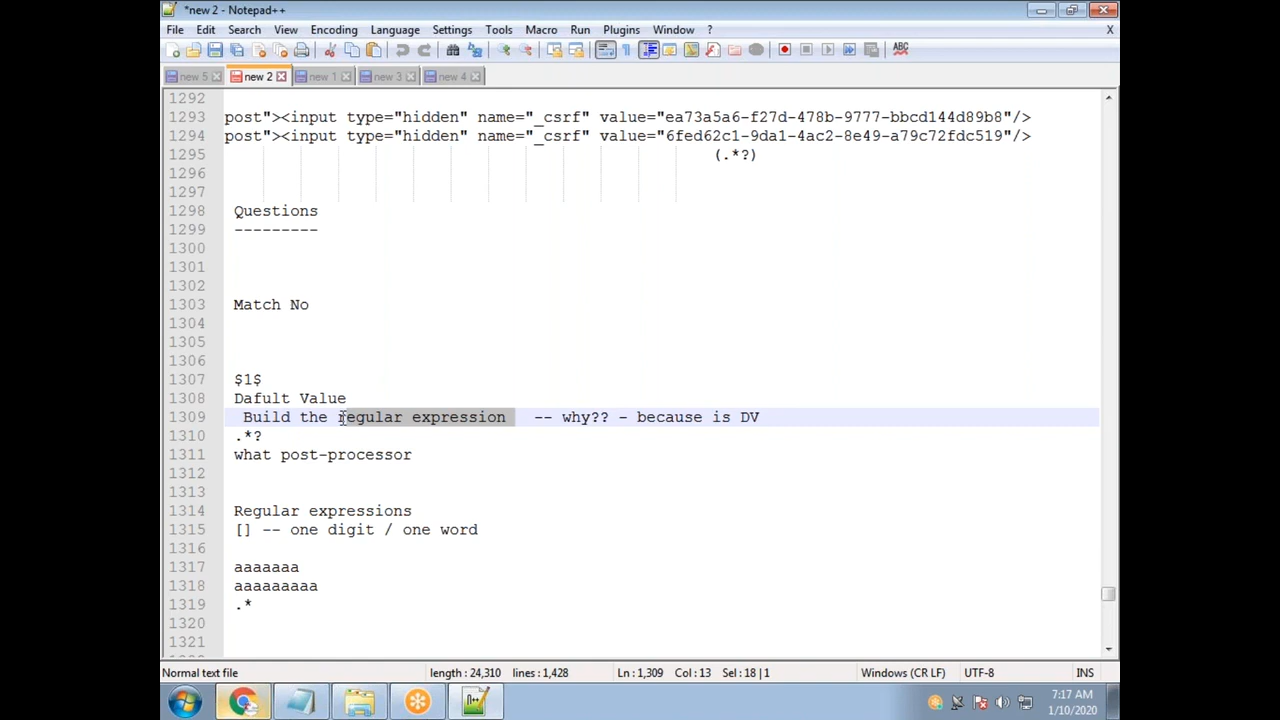 *new 2 - Notepad++
File Edit Search View Encoding Language Settings Tools Macro Run Plugins Window ? X
ABC
new 5 new 2 new 1 new 3 new 4
1292
1293 post"><input type="hidden" name="_csrf" value="ea73a5a6-f27d-478b-9777-bbcd144d89b8"/>
1294 post"><input type="hidden" name="_csrf" value="6fed62c1-9da1-4ac2-8e49-a79c72fdc519"/>
1295 (.*?)
1296
1297
1298 Questions
1299 ---------
1300
1301
1302
1303 Match No
1304
1305
1306
1307 $1$
1308 Dafult Value
1309 Build the regular expression -- why?? - because is DV
1310 .*?
1311 what post-processor
1312
1313
1314 Regular expressions
1315 [] -- one digit / one word
1316
1317 aaaaaaa
1318 aaaaaaaaa
1319 .*
1320
1321
Normal text file length : 24,310 lines : 1,428 Ln : 1,309 Col : 13 Sel : 18 | 1 Windows (CR LF) UTF-8 INS
7:17 AM
1/10/2020